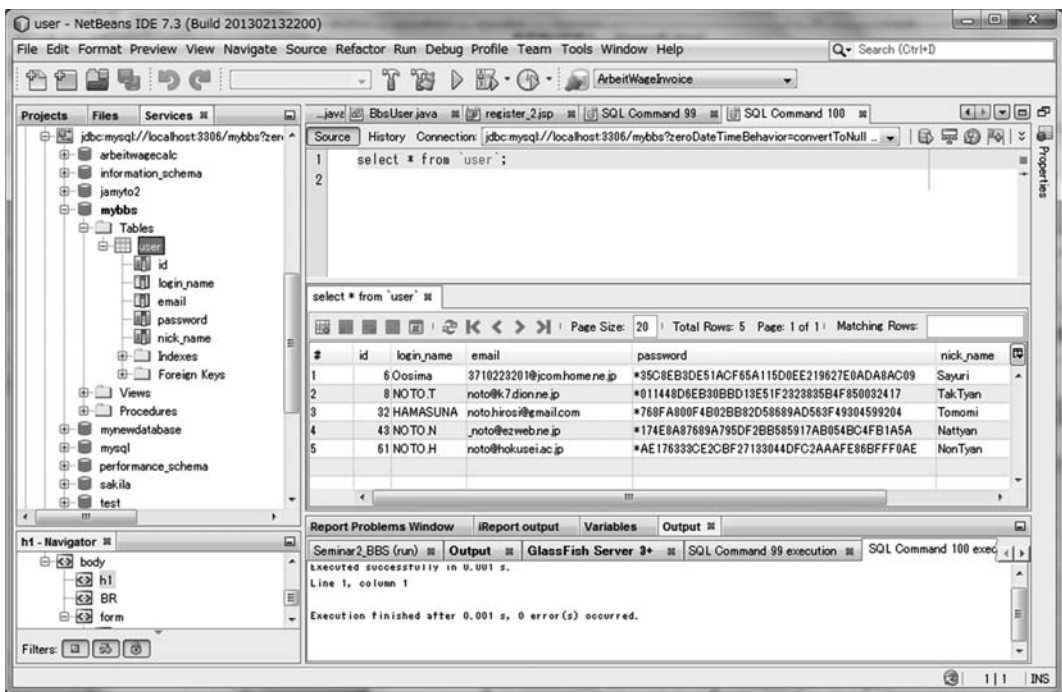 user - NetBeans IDE 7.3 (Build 201302132200)
File Edit Format Preview View Navigate Source Refactor Run Debug Profile Team Tools Window Help
Search (Ctrl+I)
ArbeitWageInvoice
Projects Files Services
jdbc:mysql://localhost:3306/mybbs?zer
arbeitwagecalc
information_schema
jamyto2
mybbs
Tables
user
id
login_name
email
password
nick_name
Indexes
Foreign Keys
Views
Procedures
mynewdatabase
mysql
performance_schema
sakila
test
h1 - Navigator
body
h1
BR
form
Filters:
...java BbsUser.java register_2.jsp SQL Command 99 SQL Command 100
Source History Connection: jdbc:mysql://localhost:3306/mybbs?zeroDateTimeBehavior=convertToNull ...
1 select * from `user`;
2
Properties
select * from `user`
Page Size: 20 Total Rows: 5 Page: 1 of 1 Matching Rows:
# id login_name email password nick_name
1 6 Oosima 3710223201@jcom.home.ne.jp *35C8EB3DE51ACF65A115D0EE219627E0ADA8AC09 Sayuri
2 8 NOTO.T noto@k7.dion.ne.jp *011448D6EB30BBD13E51F2323835B4F850032417 TakTyan
3 32 HAMASUNA noto.hirosi@gmail.com *768FA800F4B02BB82D58689AD563F49304599204 Tomomi
4 43 NOTO.N _noto@ezweb.ne.jp *174E8A87689A795DF2BB585917AB054BC4FB1A5A Nattyan
5 61 NOTO.H noto@hokusei.ac.jp *AE176333CE2CBF27133044DFC2AAAFE86BFFF0AE NonTyan
Report Problems Window iReport output Variables Output
Seminar2_BBS (run) Output GlassFish Server 3+ SQL Command 99 execution SQL Command 100 exec
Executed successfully in 0.001 s.
Line 1, column 1
Execution finished after 0.001 s, 0 error(s) occurred.
1 | 1 INS